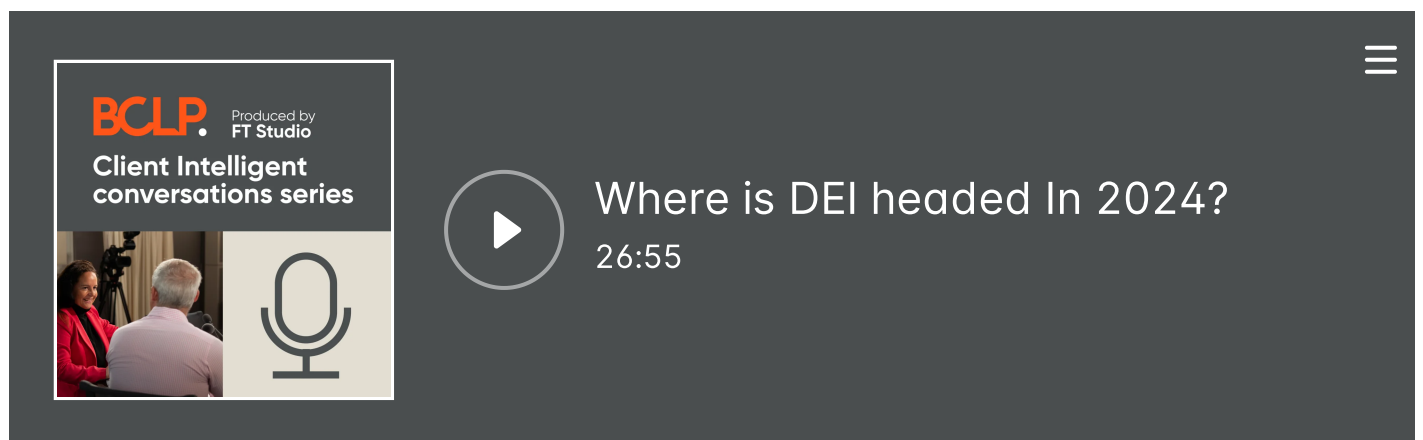 BCLP.
Produced by
FT Studio
Client Intelligent
conversations series
Where is DEI headed In 2024?
26:55